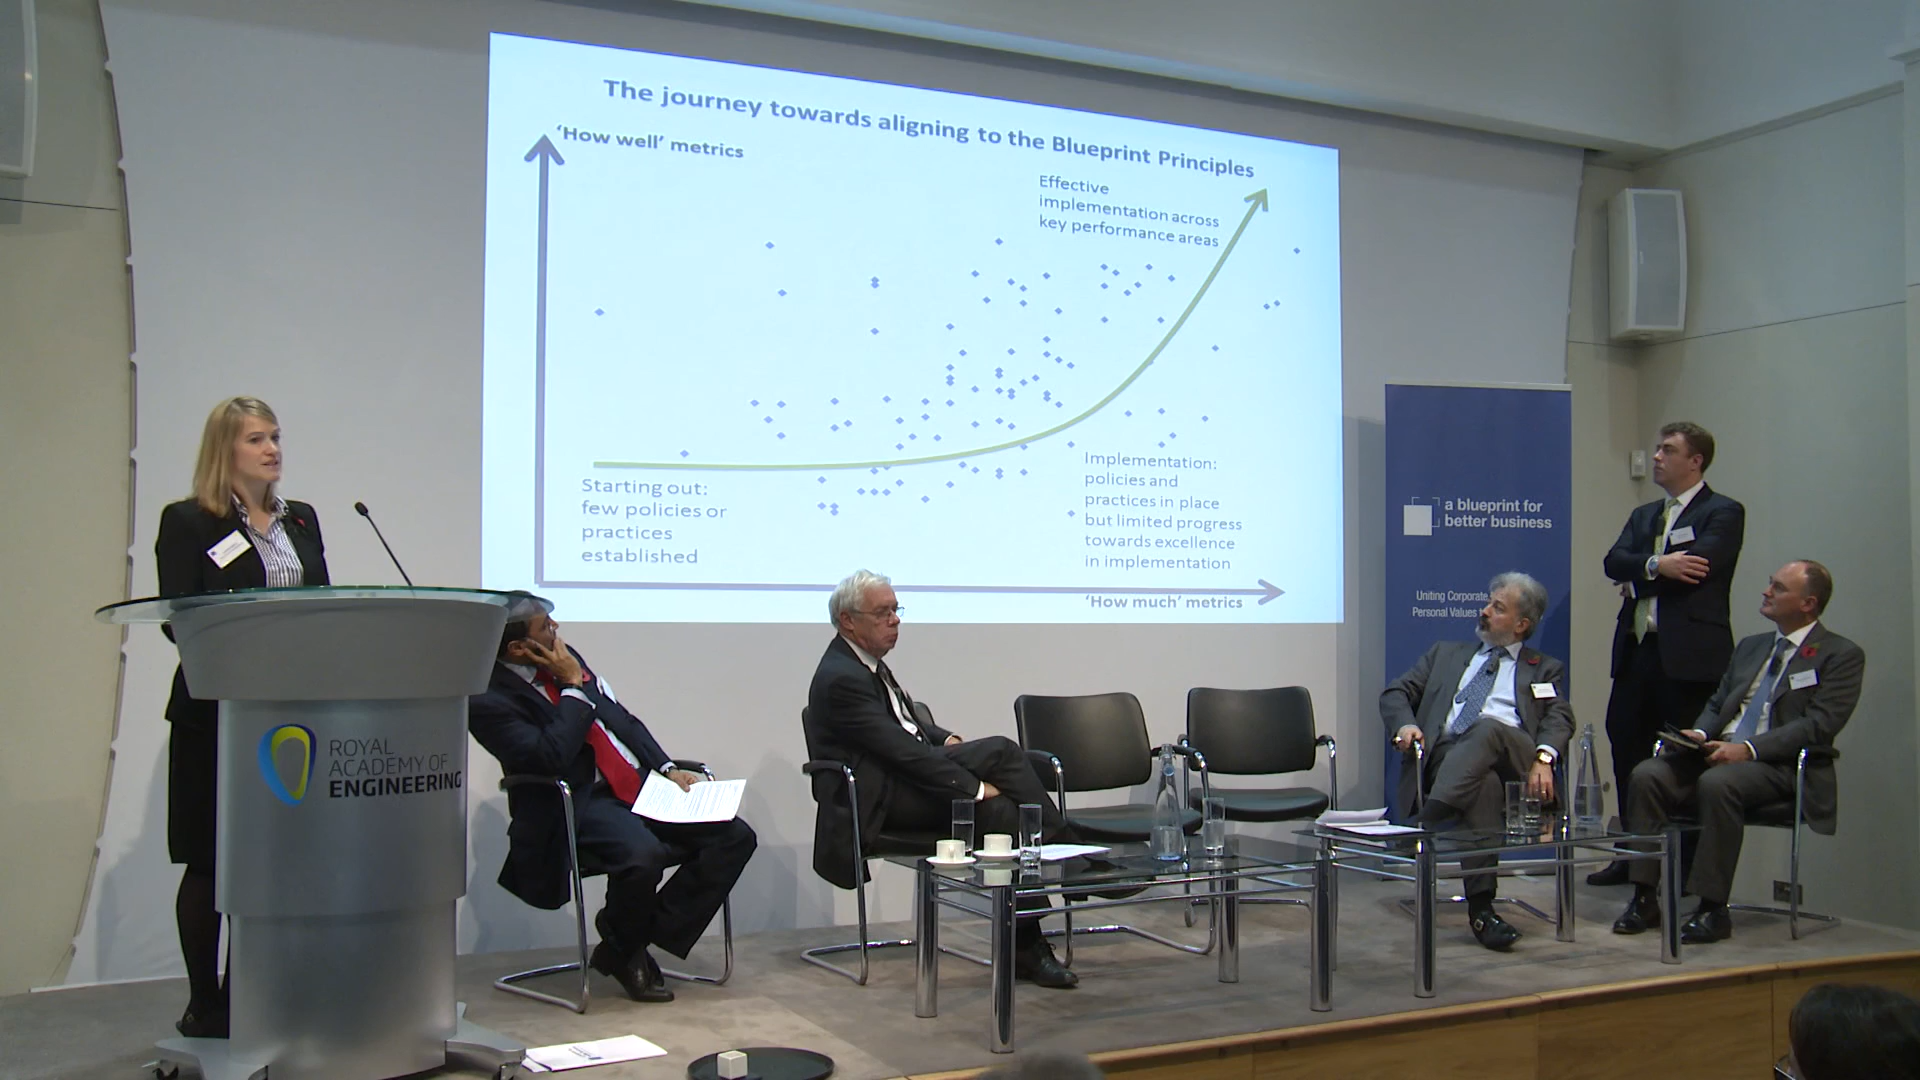 The journey towards aligning to the Blueprint Principles
‘How well’ metrics
Effective
implementation across
key performance areas
Starting out:
few policies or
practices
established
Implementation:
policies and
practices in place
but limited progress
towards excellence
in implementation
‘How much’ metrics
a blueprint for
better business
Uniting Corporate
Personal Values
ROYAL
ACADEMY OF
ENGINEERING